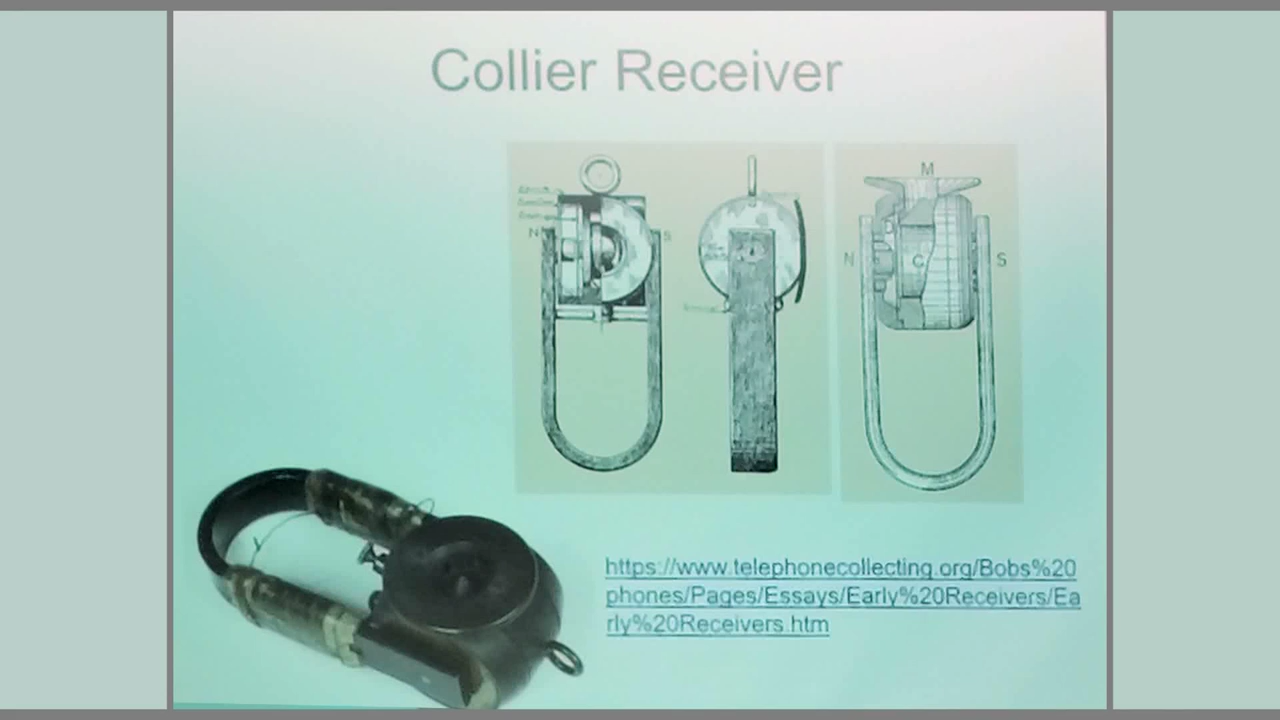 Collier Receiver
M
N
S
N
C
S
https://www.telephonecollecting.org/Bobs%20
phones/Pages/Essays/Early%20Receivers/Ea
rly%20Receivers.htm